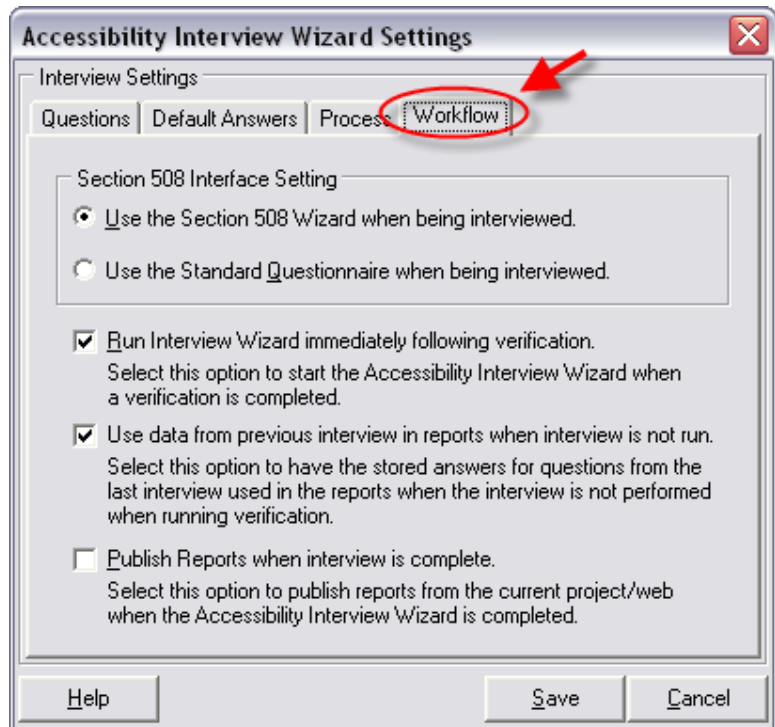 Accessibility Interview Wizard Settings
Interview Settings
Questions
Default Answers
Process
Workflow
Section 508 Interface Setting
Use the Section 508 Wizard when being interviewed.
Use the Standard Questionnaire when being interviewed.
Run Interview Wizard immediately following verification.
Select this option to start the Accessibility Interview Wizard when
a verification is completed.
Use data from previous interview in reports when interview is not run.
Select this option to have the stored answers for questions from the
last interview used in the reports when the interview is not performed
when running verification.
Publish Reports when interview is complete.
Select this option to publish reports from the current project/web
when the Accessibility Interview Wizard is completed.
Help
Save
Cancel